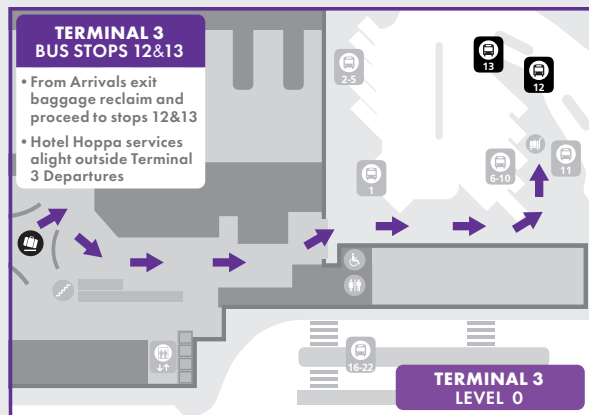 TERMINAL 3
BUS STOPS 12&13
• From Arrivals exit
baggage reclaim and
proceed to stops 12&13
• Hotel Hoppa services
alight outside Terminal
3 Departures
2-5
13
12
1
6-10
11
16-22
TERMINAL 3
LEVEL 0